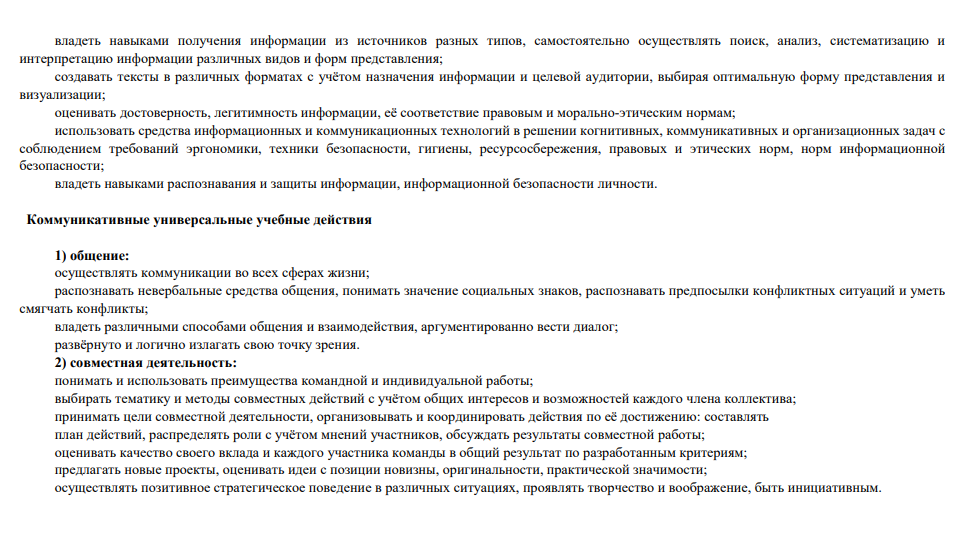 владеть навыками получения информации из источников разных типов, самостоятельно осуществлять поиск, анализ, систематизацию и
интерпретацию информации различных видов и форм представления;
создавать тексты в различных форматах с учётом назначения информации и целевой аудитории, выбирая оптимальную форму представления и
визуализации;
оценивать достоверность, легитимность информации, её соответствие правовым и морально-этическим нормам;
использовать средства информационных и коммуникационных технологий в решении когнитивных, коммуникативных и организационных задач с
соблюдением требований эргономики, техники безопасности, гигиены, ресурсосбережения, правовых и этических норм, норм информационной
безопасности;
владеть навыками распознавания и защиты информации, информационной безопасности личности.
Коммуникативные универсальные учебные действия
1) общение:
осуществлять коммуникации во всех сферах жизни;
распознавать невербальные средства общения, понимать значение социальных знаков, распознавать предпосылки конфликтных ситуаций и уметь
смягчать конфликты;
владеть различными способами общения и взаимодействия, аргументированно вести диалог;
развёрнуто и логично излагать свою точку зрения.
2) совместная деятельность:
понимать и использовать преимущества командной и индивидуальной работы;
выбирать тематику и методы совместных действий с учётом общих интересов и возможностей каждого члена коллектива;
принимать цели совместной деятельности, организовывать и координировать действия по её достижению: составлять
план действий, распределять роли с учётом мнений участников, обсуждать результаты совместной работы;
оценивать качество своего вклада и каждого участника команды в общий результат по разработанным критериям;
предлагать новые проекты, оценивать идеи с позиции новизны, оригинальности, практической значимости;
осуществлять позитивное стратегическое поведение в различных ситуациях, проявлять творчество и воображение, быть инициативным.